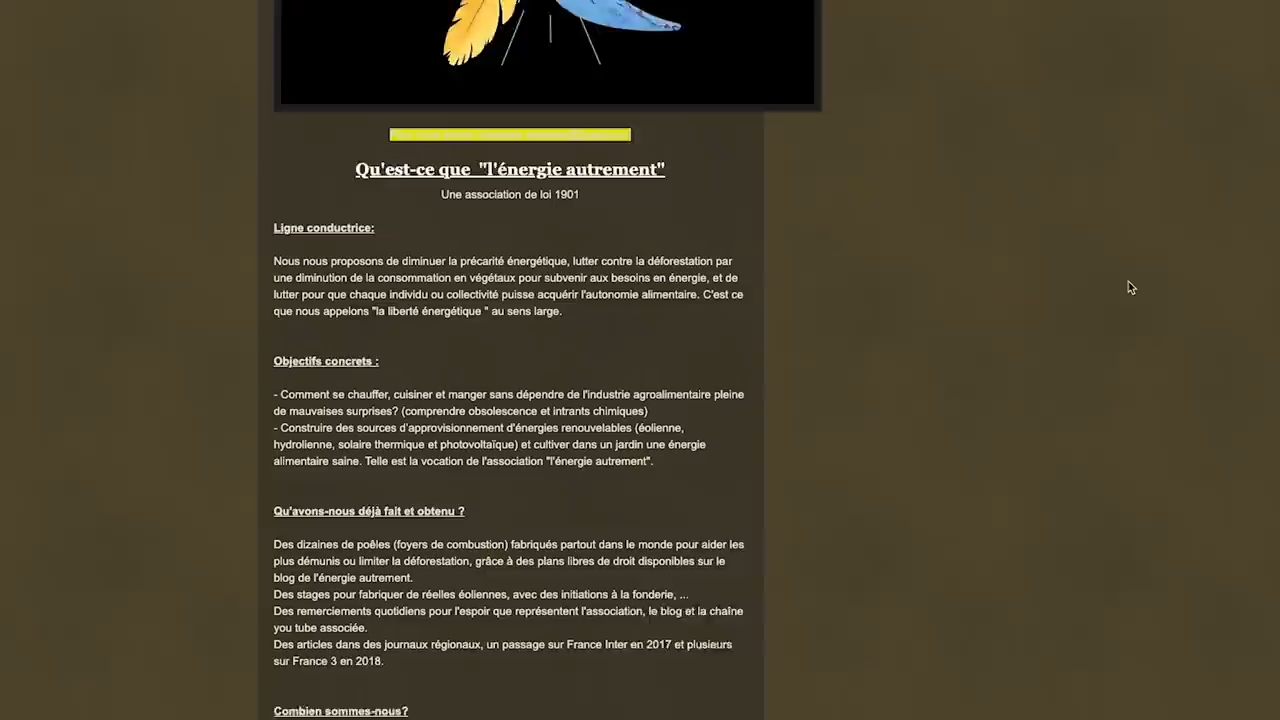 Qu'est-ce que "l'énergie autrement"
Une association de loi 1901
Ligne conductrice:
Nous nous proposons de diminuer la précarité énergétique, lutter contre la déforestation par
une diminution de la consommation en végétaux pour subvenir aux besoins en énergie, et de
lutter pour que chaque individu ou collectivité puisse acquérir l'autonomie alimentaire. C'est ce
que nous appelons "la liberté énergétique " au sens large.
Objectifs concrets :
- Comment se chauffer, cuisiner et manger sans dépendre de l'industrie agroalimentaire pleine
de mauvaises surprises? (comprendre obsolescence et intrants chimiques)
- Construire des sources d'approvisionnement d'énergies renouvelables (éolienne,
hydrolienne, solaire thermique et photovoltaïque) et cultiver dans un jardin une énergie
alimentaire saine. Telle est la vocation de l'association "l'énergie autrement".
Qu'avons-nous déjà fait et obtenu ?
Des dizaines de poêles (foyers de combustion) fabriqués partout dans le monde pour aider les
plus démunis ou limiter la déforestation, grâce à des plans libres de droit disponibles sur le
blog de l'énergie autrement.
Des stages pour fabriquer de réelles éoliennes, avec des initiations à la fonderie, ...
Des remerciements quotidiens pour l'espoir que représentent l'association, le blog et la chaîne
you tube associée.
Des articles dans des journaux régionaux, un passage sur France Inter en 2017 et plusieurs
sur France 3 en 2018.
Combien sommes-nous?